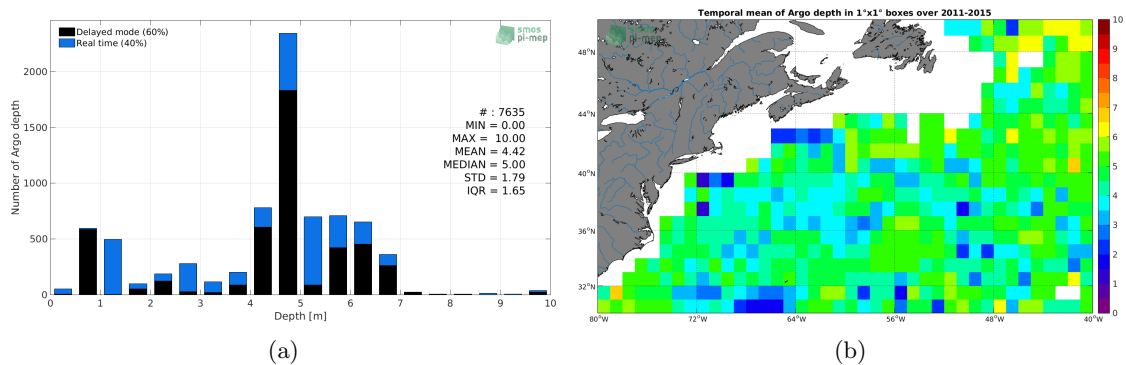 Delayed mode (60%)
Real time (40%)
smos
pi-mep
# : 7635
MIN = 0.00
MAX = 10.00
MEAN = 4.42
MEDIAN = 5.00
STD = 1.79
IQR = 1.65
Number of Argo depth
2000
1500
1000
500
0
0 1 2 3 4 5 6 7 8 9 10
Depth [m]
(a)
Temporal mean of Argo depth in 1°x1° boxes over 2011-2015
smos
pi-mep
48°N
44°N
40°N
36°N
32°N
80°W 72°W 64°W 56°W 48°W 40°W
10
9
8
7
6
5
4
3
2
1
0
(b)